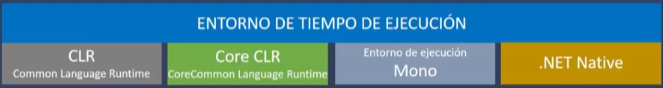 ENTORNO DE TIEMPO DE EJECUCIÓN
CLR
Common Language Runtime
Core CLR
CoreCommon Language Runtime
Entorno de ejecución
Mono
.NET Native